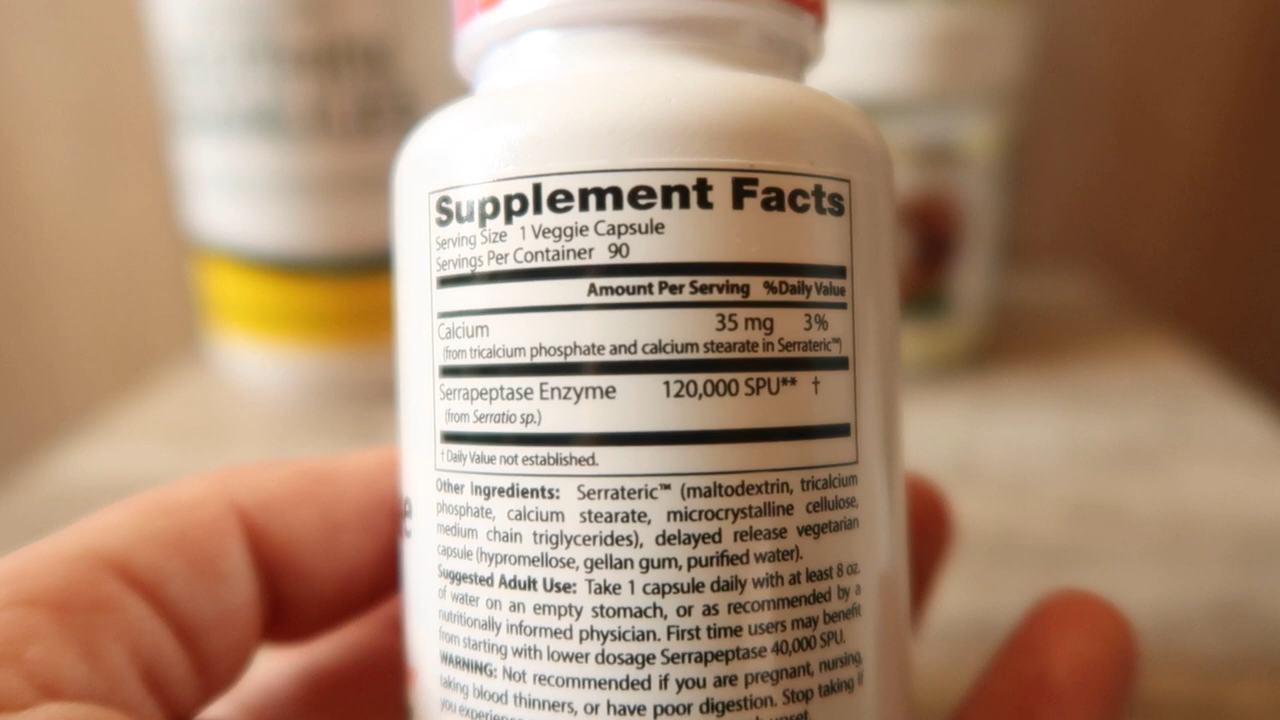 Supplement Facts
Serving Size 1 Veggie Capsule
Servings Per Container 90
Amount Per Serving %Daily Value
Calcium 35 mg 3%
(from tricalcium phosphate and calcium stearate in Serrateric™)
Serrapeptase Enzyme 120,000 SPU** †
(from Serratio sp.)
† Daily Value not established.
Other Ingredients: Serrateric™ (maltodextrin, tricalcium
phosphate, calcium stearate, microcrystalline cellulose,
medium chain triglycerides), delayed release vegetarian
capsule (hypromellose, gellan gum, purified water).
Suggested Adult Use: Take 1 capsule daily with at least 8 oz.
of water on an empty stomach, or as recommended by a
nutritionally informed physician. First time users may benefit
from starting with lower dosage Serrapeptase 40,000 SPU.
WARNING: Not recommended if you are pregnant, nursing,
taking blood thinners, or have poor digestion. Stop taking if
you